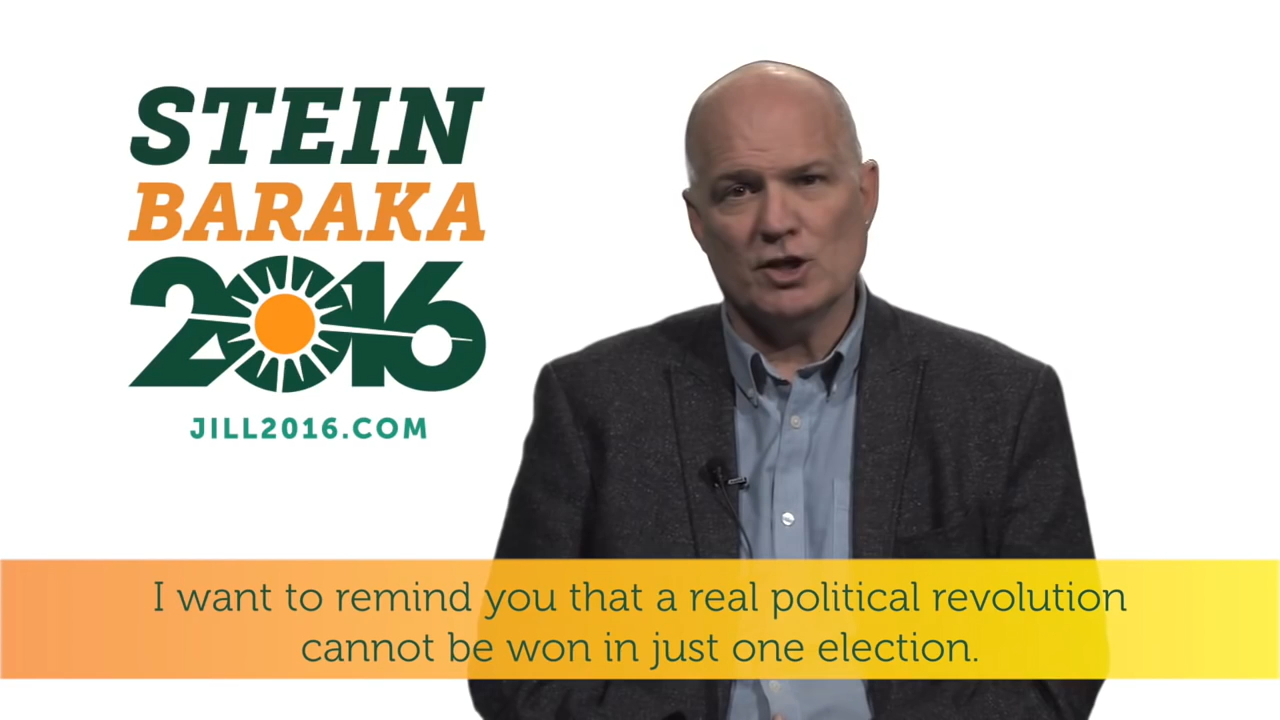 STEIN
BARAKA
2016
JILL2016.COM
I want to remind you that a real political revolution
cannot be won in just one election.